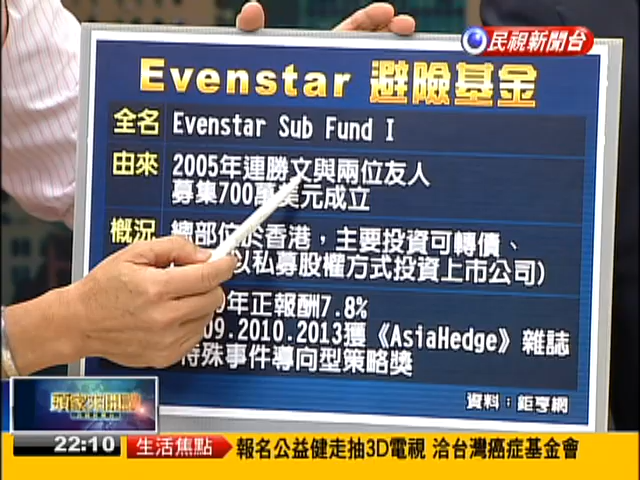 民視新聞台
Evenstar 避險基金
全名 Evenstar Sub Fund I
由來 2005年連勝文與兩位友人
募集700萬美元成立
概況 總部位於香港，主要投資可轉債、
以私募股權方式投資上市公司)
9年正報酬7.8%
09.2010.2013獲《AsiaHedge》雜誌
特殊事件導向型策略獎
資料：鉅亨網
22:10 生活焦點 報名公益健走抽3D電視 洽台灣癌症基金會